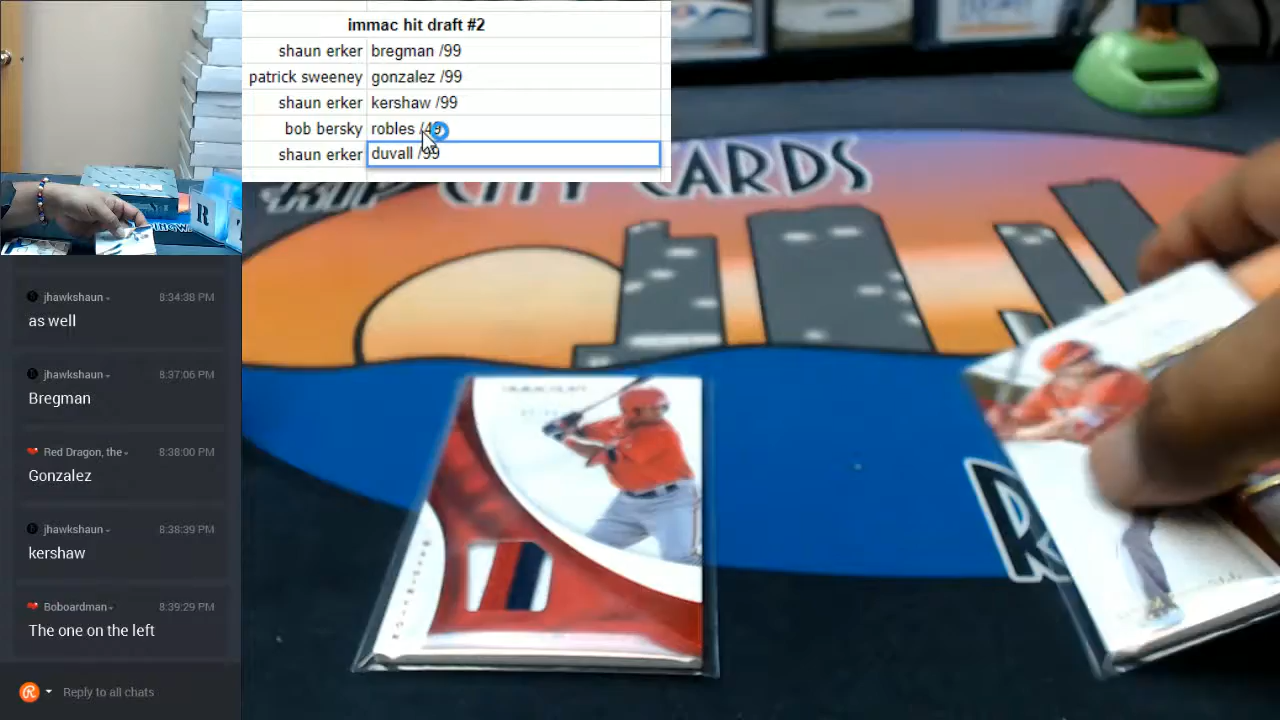 immac hit draft #2
shaun erker bregman /99
patrick sweeney gonzalez /99
shaun erker kershaw /99
bob bersky robles /49
shaun erker duvall /99
RIP CITY CARDS
R
jhawkshaun 8:34:38 PM
as well
jhawkshaun 8:37:06 PM
Bregman
Red Dragon, the 8:38:00 PM
Gonzalez
jhawkshaun 8:38:39 PM
kershaw
Boboardman 8:39:29 PM
The one on the left
Reply to all chats